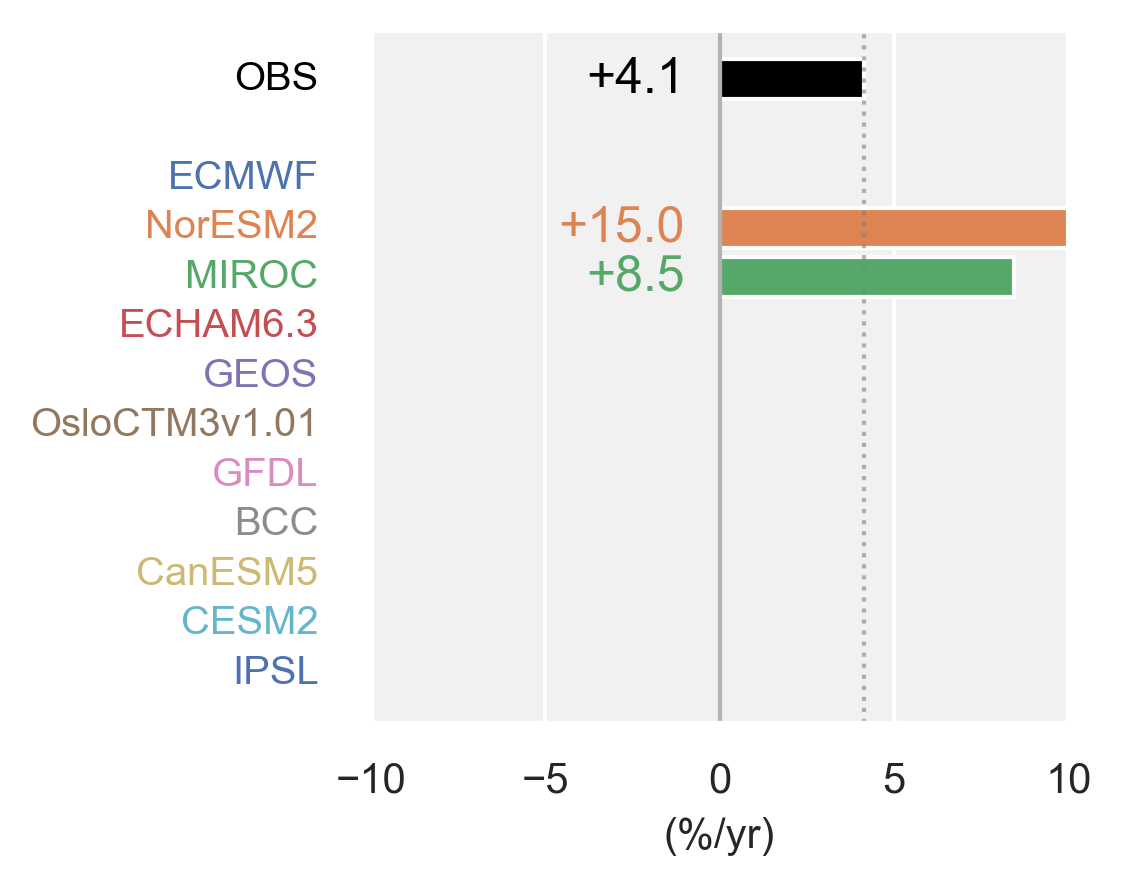 OBS +4.1
ECMWF
NorESM2 +15.0
MIROC +8.5
ECHAM6.3
GEOS
OsloCTM3v1.01
GFDL
BCC
CanESM5
CESM2
IPSL
−10 −5 0 5 10
(%/yr)